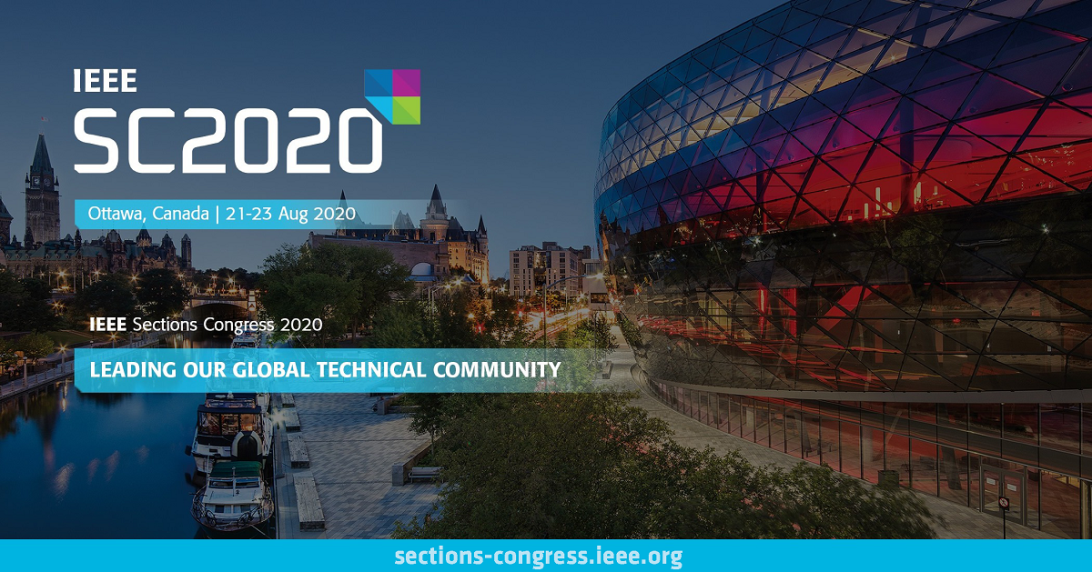 IEEE
SC2020
Ottawa, Canada | 21-23 Aug 2020
IEEE Sections Congress 2020
LEADING OUR GLOBAL TECHNICAL COMMUNITY
sections-congress.ieee.org